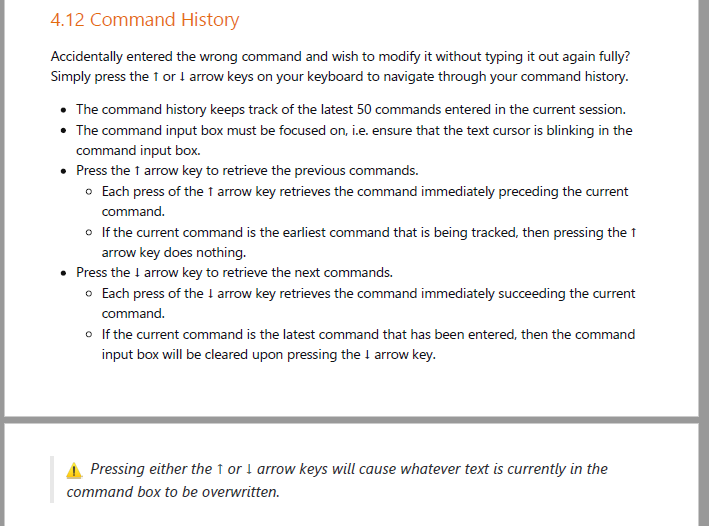 4.12 Command History
Accidentally entered the wrong command and wish to modify it without typing it out again fully?
Simply press the ↑ or ↓ arrow keys on your keyboard to navigate through your command history.
• The command history keeps track of the latest 50 commands entered in the current session.
• The command input box must be focused on, i.e. ensure that the text cursor is blinking in the
command input box.
• Press the ↑ arrow key to retrieve the previous commands.
○ Each press of the ↑ arrow key retrieves the command immediately preceding the current
command.
○ If the current command is the earliest command that is being tracked, then pressing the ↑
arrow key does nothing.
• Press the ↓ arrow key to retrieve the next commands.
○ Each press of the ↓ arrow key retrieves the command immediately succeeding the current
command.
○ If the current command is the latest command that has been entered, then the command
input box will be cleared upon pressing the ↓ arrow key.
⚠️ Pressing either the ↑ or ↓ arrow keys will cause whatever text is currently in the
command box to be overwritten.